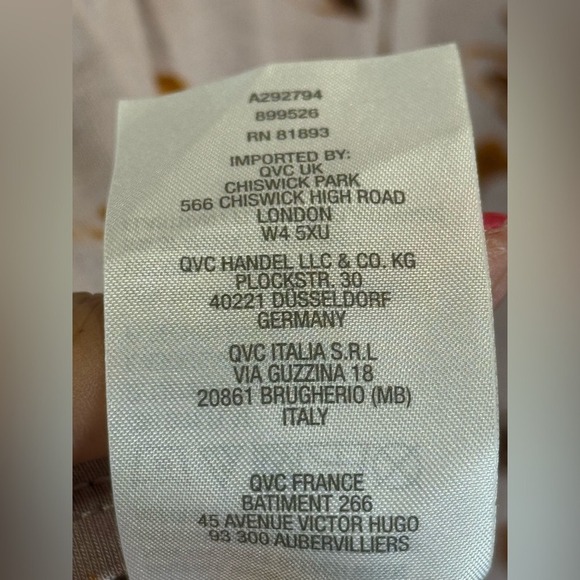 A292794
899526
RN 81893
IMPORTED BY:
QVC UK
CHISWICK PARK
566 CHISWICK HIGH ROAD
LONDON
W4 5XU
QVC HANDEL LLC & CO. KG
PLOCKSTR. 30
40221 DÜSSELDORF
GERMANY
QVC ITALIA S.R.L
VIA GUZZINA 18
20861 BRUGHERIO (MB)
ITALY
QVC FRANCE
BATIMENT 266
45 AVENUE VICTOR HUGO
93 300 AUBERVILLIERS